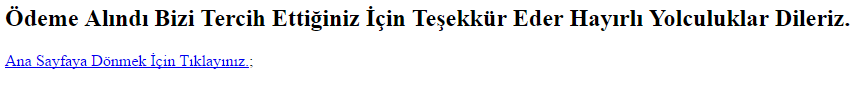 Ödeme Alındı Bizi Tercih Ettiğiniz İçin Teşekkür Eder Hayırlı Yolculuklar Dileriz.
Ana Sayfaya Dönmek İçin Tıklayınız.;